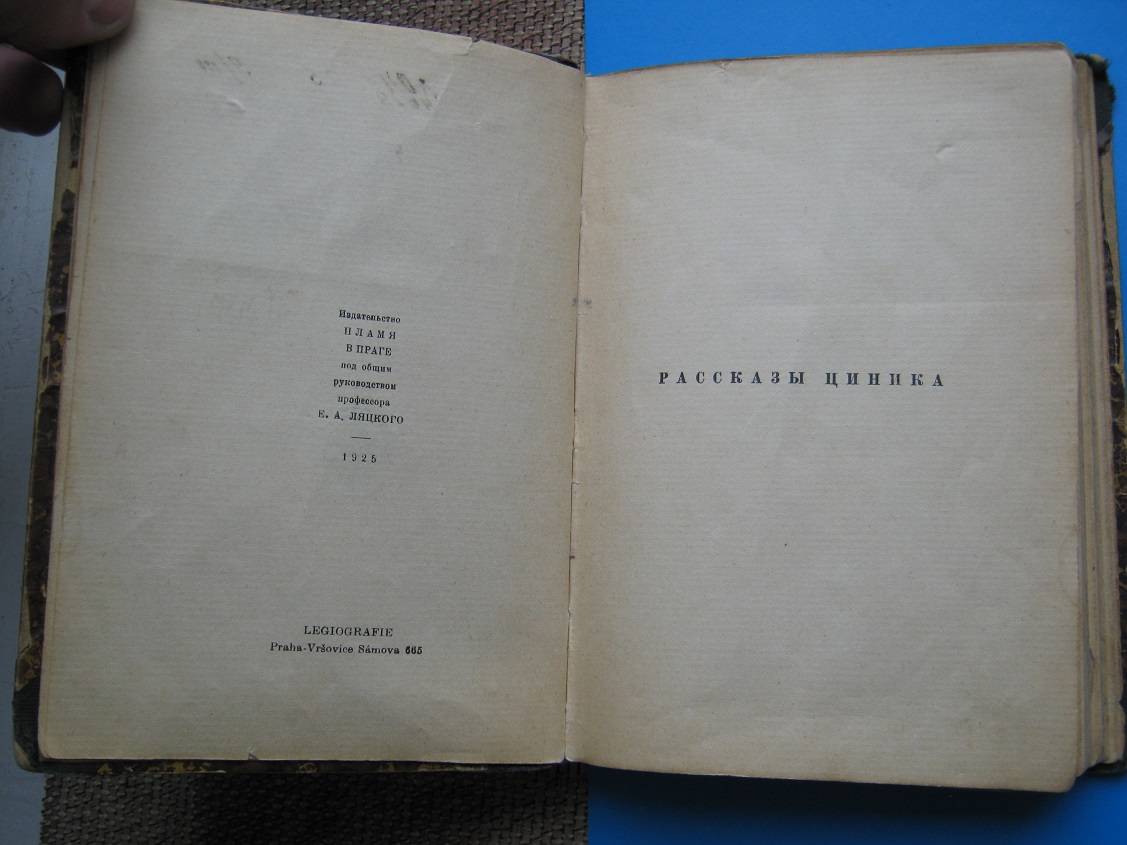 Издательство
ПЛАМЯ
В ПРАГЕ
под общим
руководством
профессора
Е. А. ЛЯЦКОГО
1925
LEGIOGRAFIE
Praha-Vršovice Sámova 665
РАССКАЗЫ ЦИНИКА